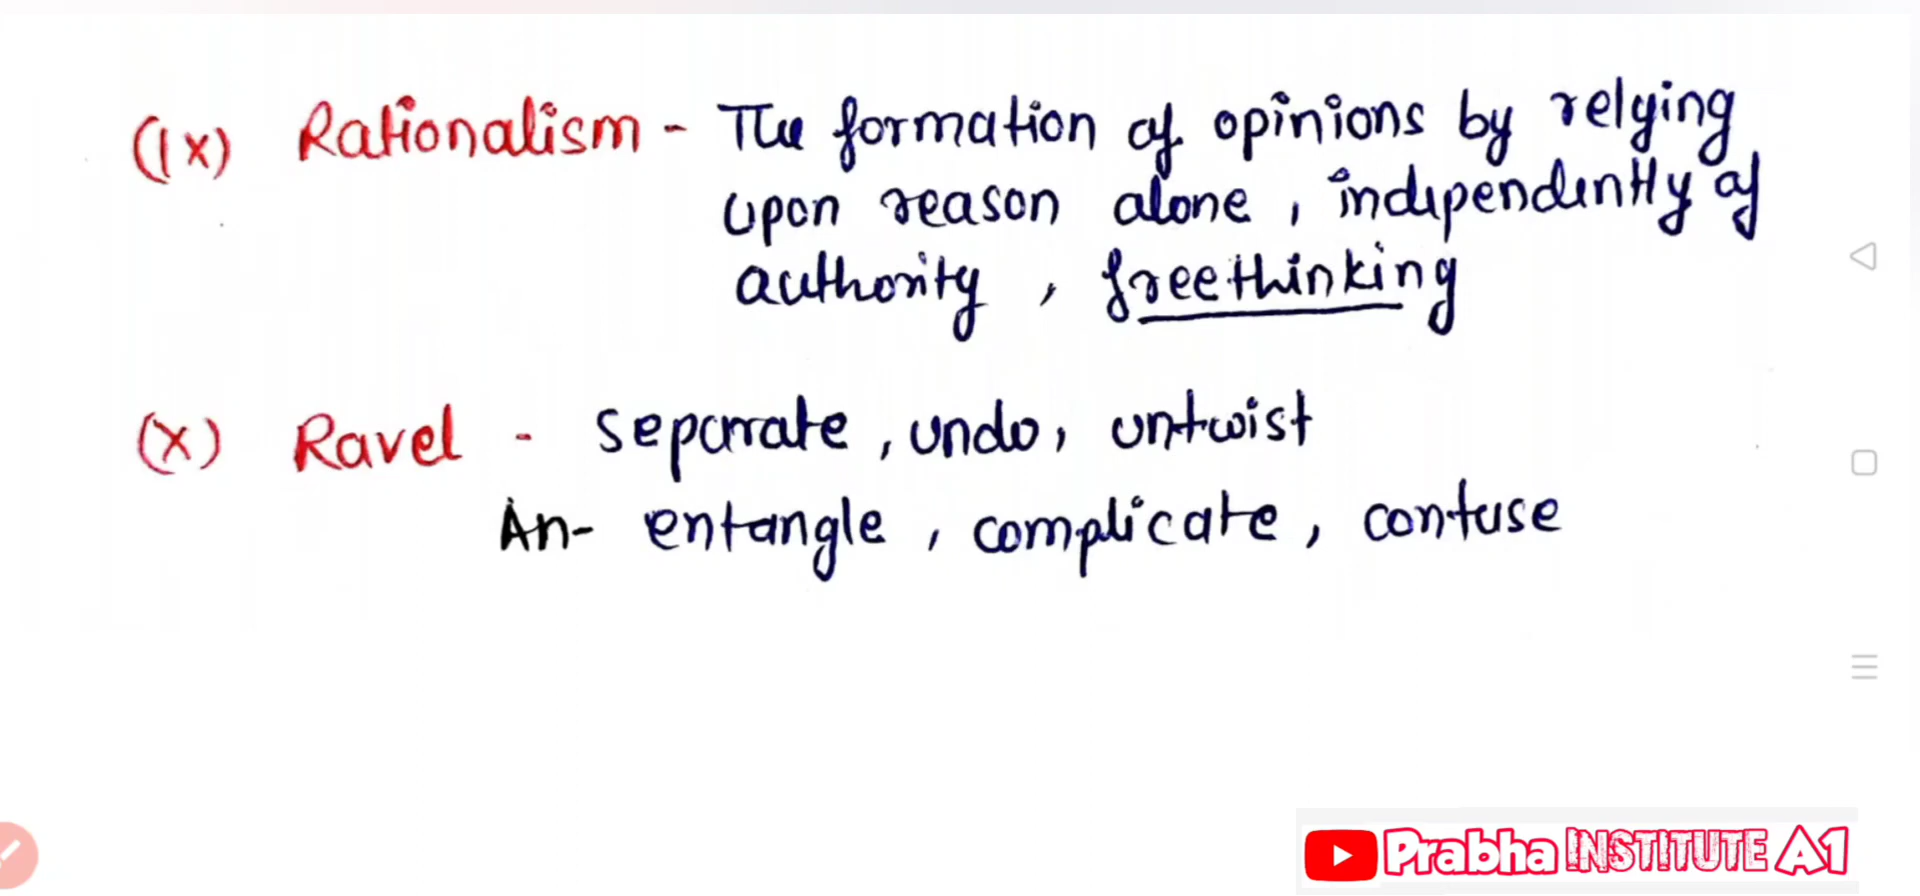 (ix) Rationalism - The formation of opinions by relying
upon reason alone, independently of
authority, freethinking
(x) Ravel - separate, undo, untwist
An- entangle, complicate, confuse
Prabha INSTITUTE A1